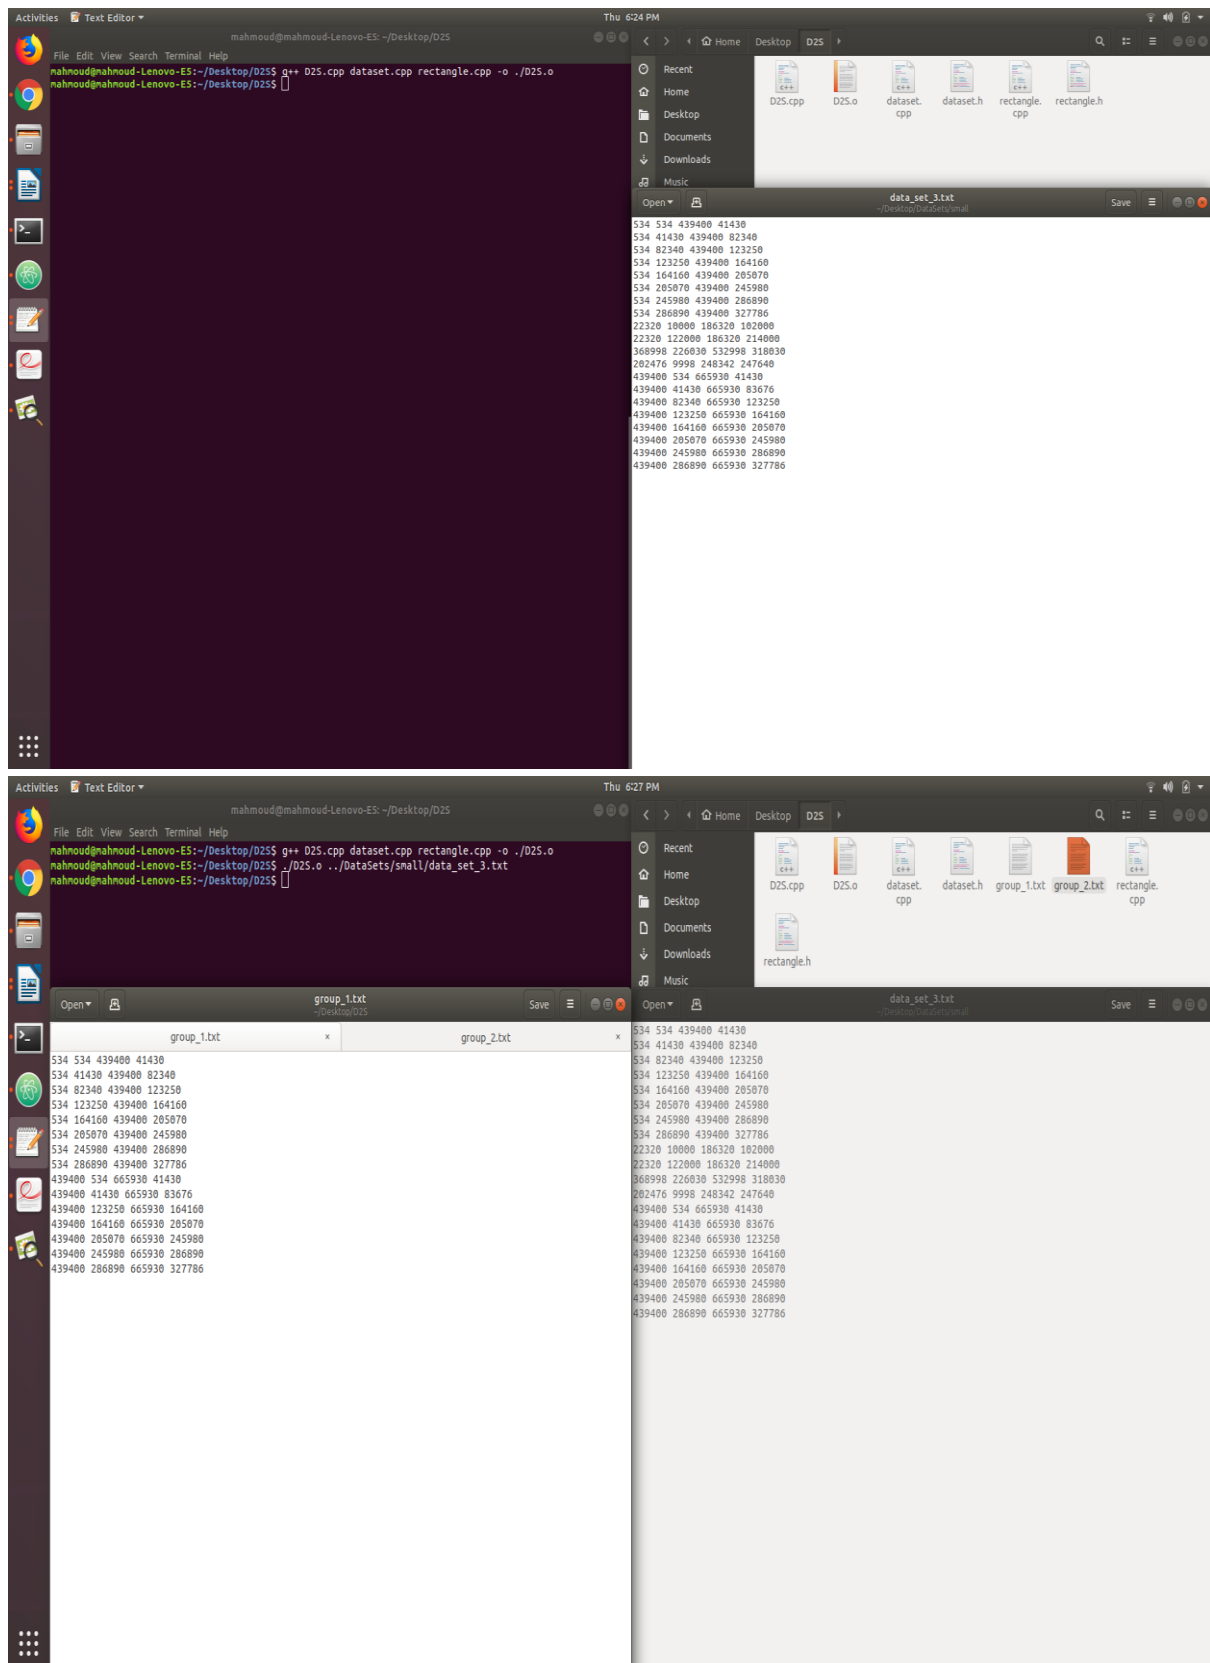 Activities Text Editor Thu 6:24 PM
mahmoud@mahmoud-Lenovo-E5: ~/Desktop/D2S
File Edit View Search Terminal Help
mahmoud@mahmoud-Lenovo-E5:~/Desktop/D2S$ g++ D2S.cpp dataset.cpp rectangle.cpp -o ./D2S.o
mahmoud@mahmoud-Lenovo-E5:~/Desktop/D2S$
Home Desktop D2S
Recent
Home
Desktop
Documents
Downloads
Music
D2S.cpp D2S.o dataset.cpp dataset.h rectangle.cpp rectangle.h
Open data_set_3.txt Save
~/Desktop/DataSets/small
534 534 439400 41430
534 41430 439400 82340
534 82340 439400 123250
534 123250 439400 164160
534 164160 439400 205070
534 205070 439400 245980
534 245980 439400 286890
534 286890 439400 327786
22320 10000 186320 102000
22320 122000 186320 214000
368998 226030 532998 318030
202476 9998 248342 247640
439400 534 665930 41430
439400 41430 665930 83676
439400 82340 665930 123250
439400 123250 665930 164160
439400 164160 665930 205070
439400 205070 665930 245980
439400 245980 665930 286890
439400 286890 665930 327786
Activities Text Editor Thu 6:27 PM
mahmoud@mahmoud-Lenovo-E5: ~/Desktop/D2S
File Edit View Search Terminal Help
mahmoud@mahmoud-Lenovo-E5:~/Desktop/D2S$ g++ D2S.cpp dataset.cpp rectangle.cpp -o ./D2S.o
mahmoud@mahmoud-Lenovo-E5:~/Desktop/D2S$ ./D2S.o ../DataSets/small/data_set_3.txt
mahmoud@mahmoud-Lenovo-E5:~/Desktop/D2S$
Home Desktop D2S
Recent
Home
Desktop
Documents
Downloads
Music
D2S.cpp D2S.o dataset.cpp dataset.h group_1.txt group_2.txt rectangle.cpp
rectangle.h
Open group_1.txt Save
~/Desktop/D2S
group_1.txt × group_2.txt ×
534 534 439400 41430
534 41430 439400 82340
534 82340 439400 123250
534 123250 439400 164160
534 164160 439400 205070
534 205070 439400 245980
534 245980 439400 286890
534 286890 439400 327786
439400 534 665930 41430
439400 41430 665930 83676
439400 123250 665930 164160
439400 164160 665930 205070
439400 205070 665930 245980
439400 245980 665930 286890
439400 286890 665930 327786
Open data_set_3.txt Save
~/Desktop/DataSets/small
534 534 439400 41430
534 41430 439400 82340
534 82340 439400 123250
534 123250 439400 164160
534 164160 439400 205070
534 205070 439400 245980
534 245980 439400 286890
534 286890 439400 327786
22320 10000 186320 102000
22320 122000 186320 214000
368998 226030 532998 318030
202476 9998 248342 247640
439400 534 665930 41430
439400 41430 665930 83676
439400 82340 665930 123250
439400 123250 665930 164160
439400 164160 665930 205070
439400 205070 665930 245980
439400 245980 665930 286890
439400 286890 665930 327786